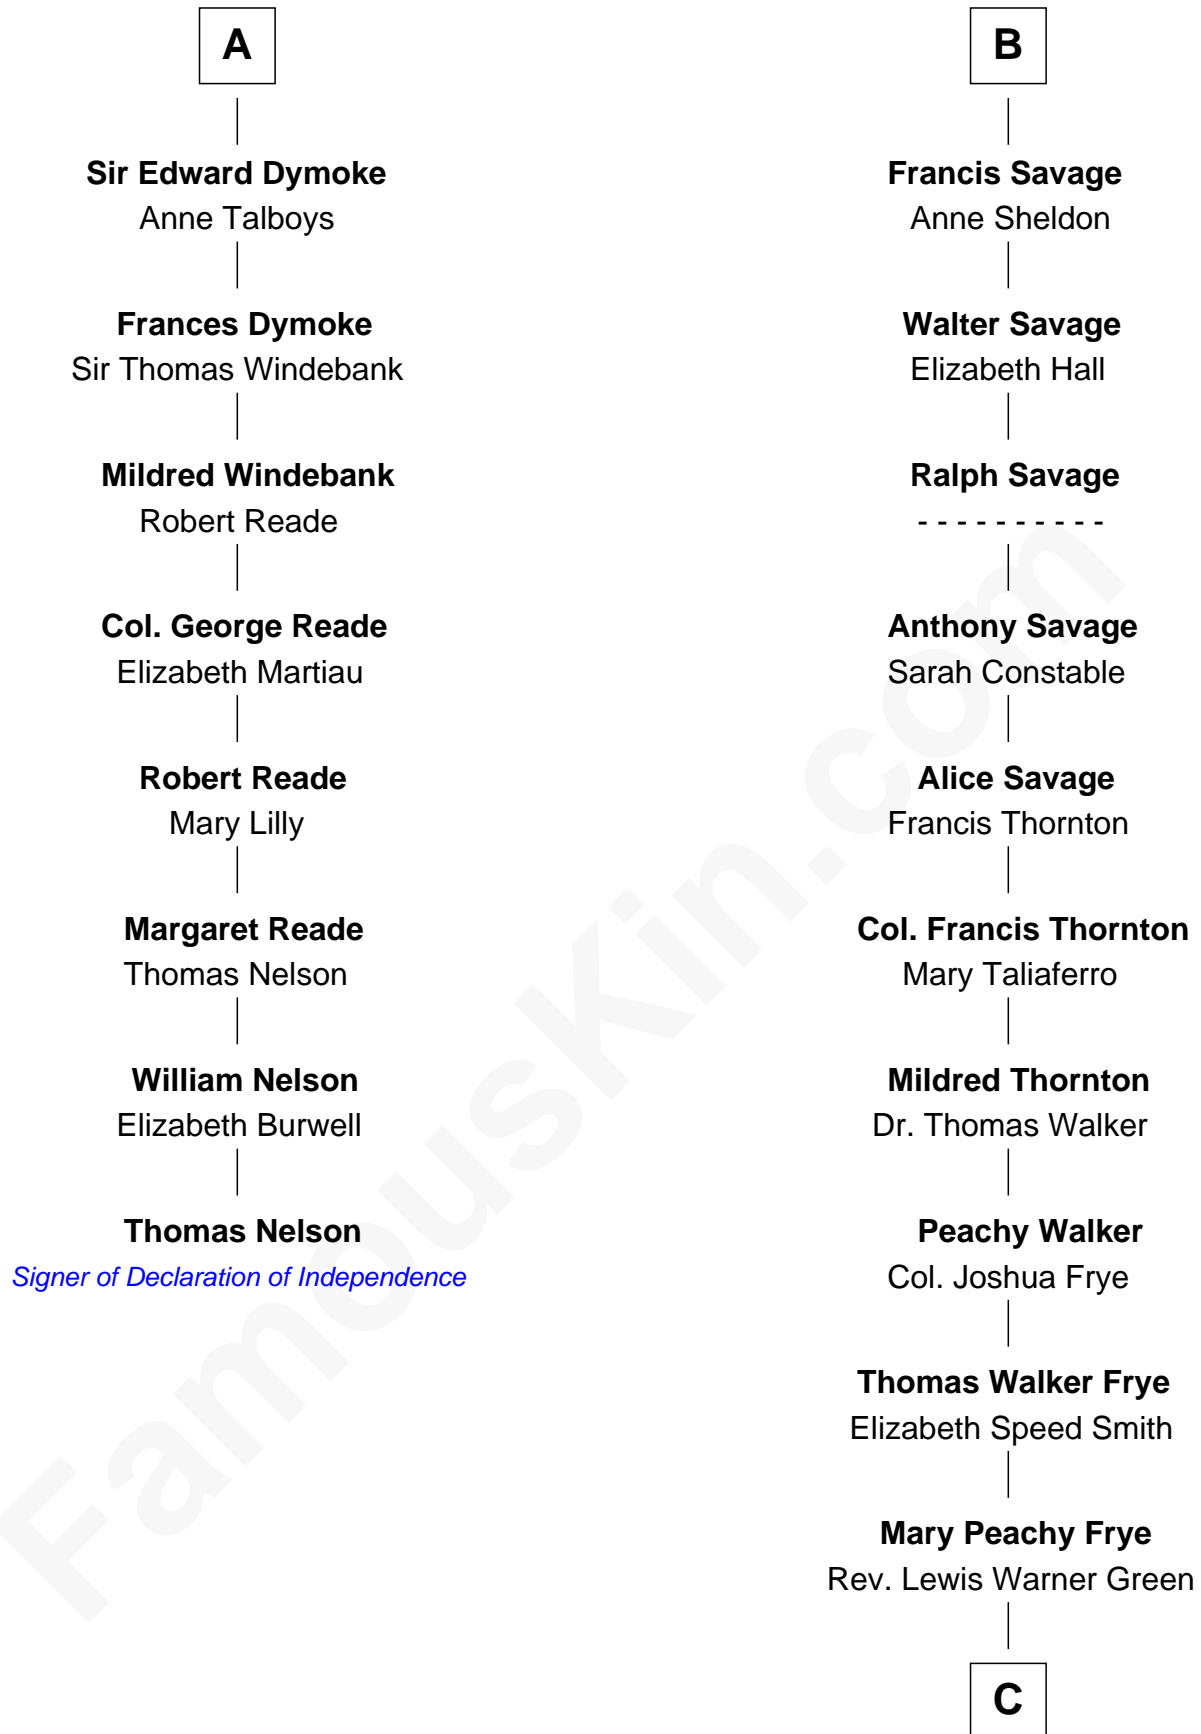 A
Sir Edward Dymoke
Anne Talboys
Frances Dymoke
Sir Thomas Windebank
Mildred Windebank
Robert Reade
Col. George Reade
Elizabeth Martiau
Robert Reade
Mary Lilly
Margaret Reade
Thomas Nelson
William Nelson
Elizabeth Burwell
Thomas Nelson
Signer of Declaration of Independence
B
Francis Savage
Anne Sheldon
Walter Savage
Elizabeth Hall
Ralph Savage
- - - - - - - - - -
Anthony Savage
Sarah Constable
Alice Savage
Francis Thornton
Col. Francis Thornton
Mary Taliaferro
Mildred Thornton
Dr. Thomas Walker
Peachy Walker
Col. Joshua Frye
Thomas Walker Frye
Elizabeth Speed Smith
Mary Peachy Frye
Rev. Lewis Warner Green
C
FamousKin.com